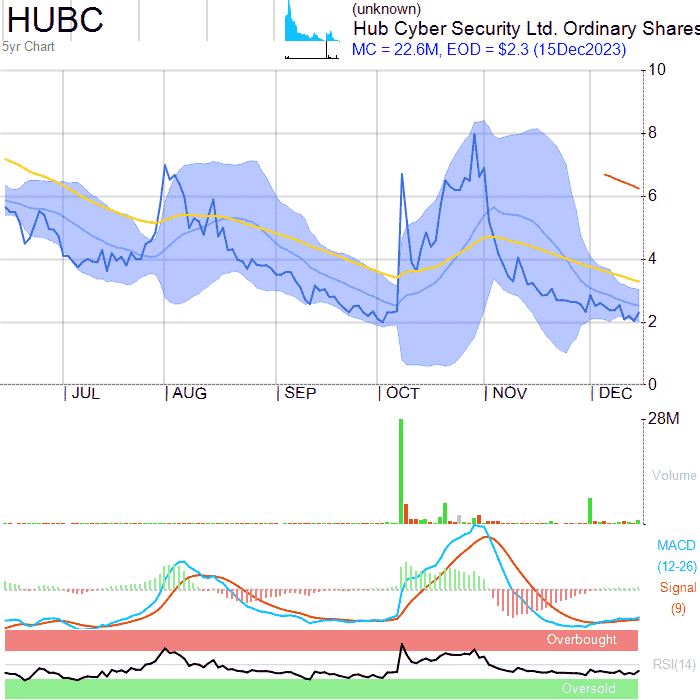 HUBC
5yr Chart
(unknown)
Hub Cyber Security Ltd. Ordinary Shares
MC = 22.6M, EOD = $2.3 (15Dec2023)
10
8
6
4
2
0
JUL AUG SEP OCT NOV DEC
28M
Volume
MACD
(12-26)
Signal
(9)
Overbought
RSI(14)
Oversold